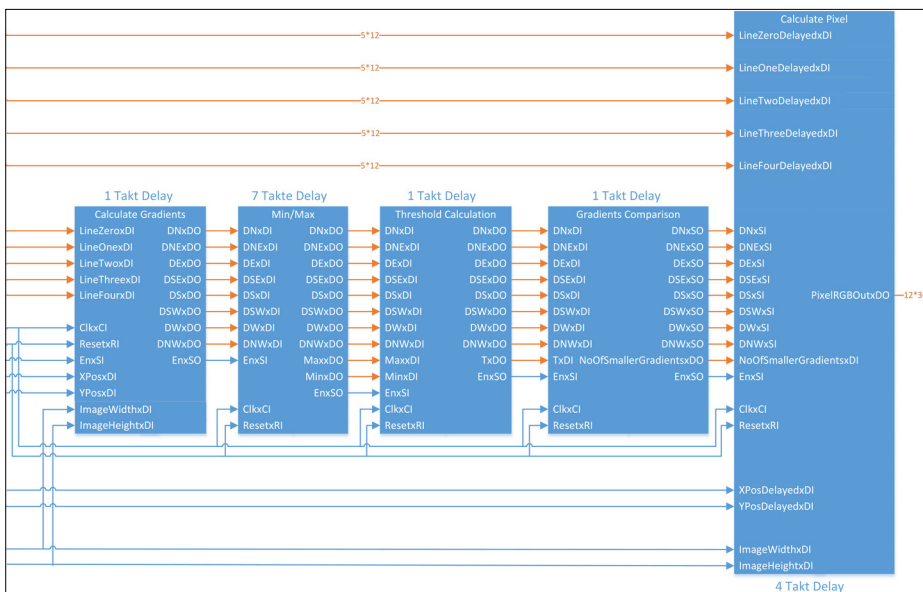 Calculate Pixel
5*12
LineZeroDelayedxDI
5*12
LineOneDelayedxDI
5*12
LineTwoDelayedxDI
5*12
LineThreeDelayedxDI
5*12
LineFourDelayedxDI
1 Takt Delay
Calculate Gradients
LineZeroxDI DNxDO
LineOnexDI DNExDO
LineTwoxDI DExDO
LineThreexDI DSExDO
LineFourxDI DSxDO
DSWxDO
ClkxCI DWxDO
ResetxRI DNWxDO
EnxSI EnxSO
XPosxDI
YPosxDI
ImageWidthxDI
ImageHeightxDI
7 Takte Delay
Min/Max
DNxDI DNxDO
DNExDI DNExDO
DExDI DExDO
DSExDI DSExDO
DSxDI DSxDO
DSWxDI DSWxDO
DWxDI DWxDO
DNWxDI DNWxDO
EnxSI MaxxDO
MinxDO
EnxSO
ClkxCI
ResetxRI
1 Takt Delay
Threshold Calculation
DNxDI DNxDO
DNExDI DNExDO
DExDI DExDO
DSExDI DSExDO
DSxDI DSxDO
DSWxDI DSWxDO
DWxDI DWxDO
DNWxDI DNWxDO
MaxxDI TxDO
MinxDI EnxSO
EnxSI
ClkxCI
ResetxRI
1 Takt Delay
Gradients Comparison
DNxDI DNxSO
DNExDI DNExSO
DExDI DExSO
DSExDI DSExSO
DSxDI DSxSO
DSWxDI DSWxSO
DWxDI DWxSO
DNWxDI DNWxSO
TxDI NoOfSmallerGradientsxDO
EnxSI EnxSO
ClkxCI
ResetxRI
DNxSI
DNExSI
DExSI
DSExSI
DSxSI PixelRGBOutxDO 12*3
DSWxSI
DWxSI
DNWxSI
NoOfSmallerGradientsxDI
EnxSI
ClkxCI
ResetxRI
XPosDelayedxDI
YPosDelayedxDI
ImageWidthxDI
ImageHeightxDI
4 Takt Delay